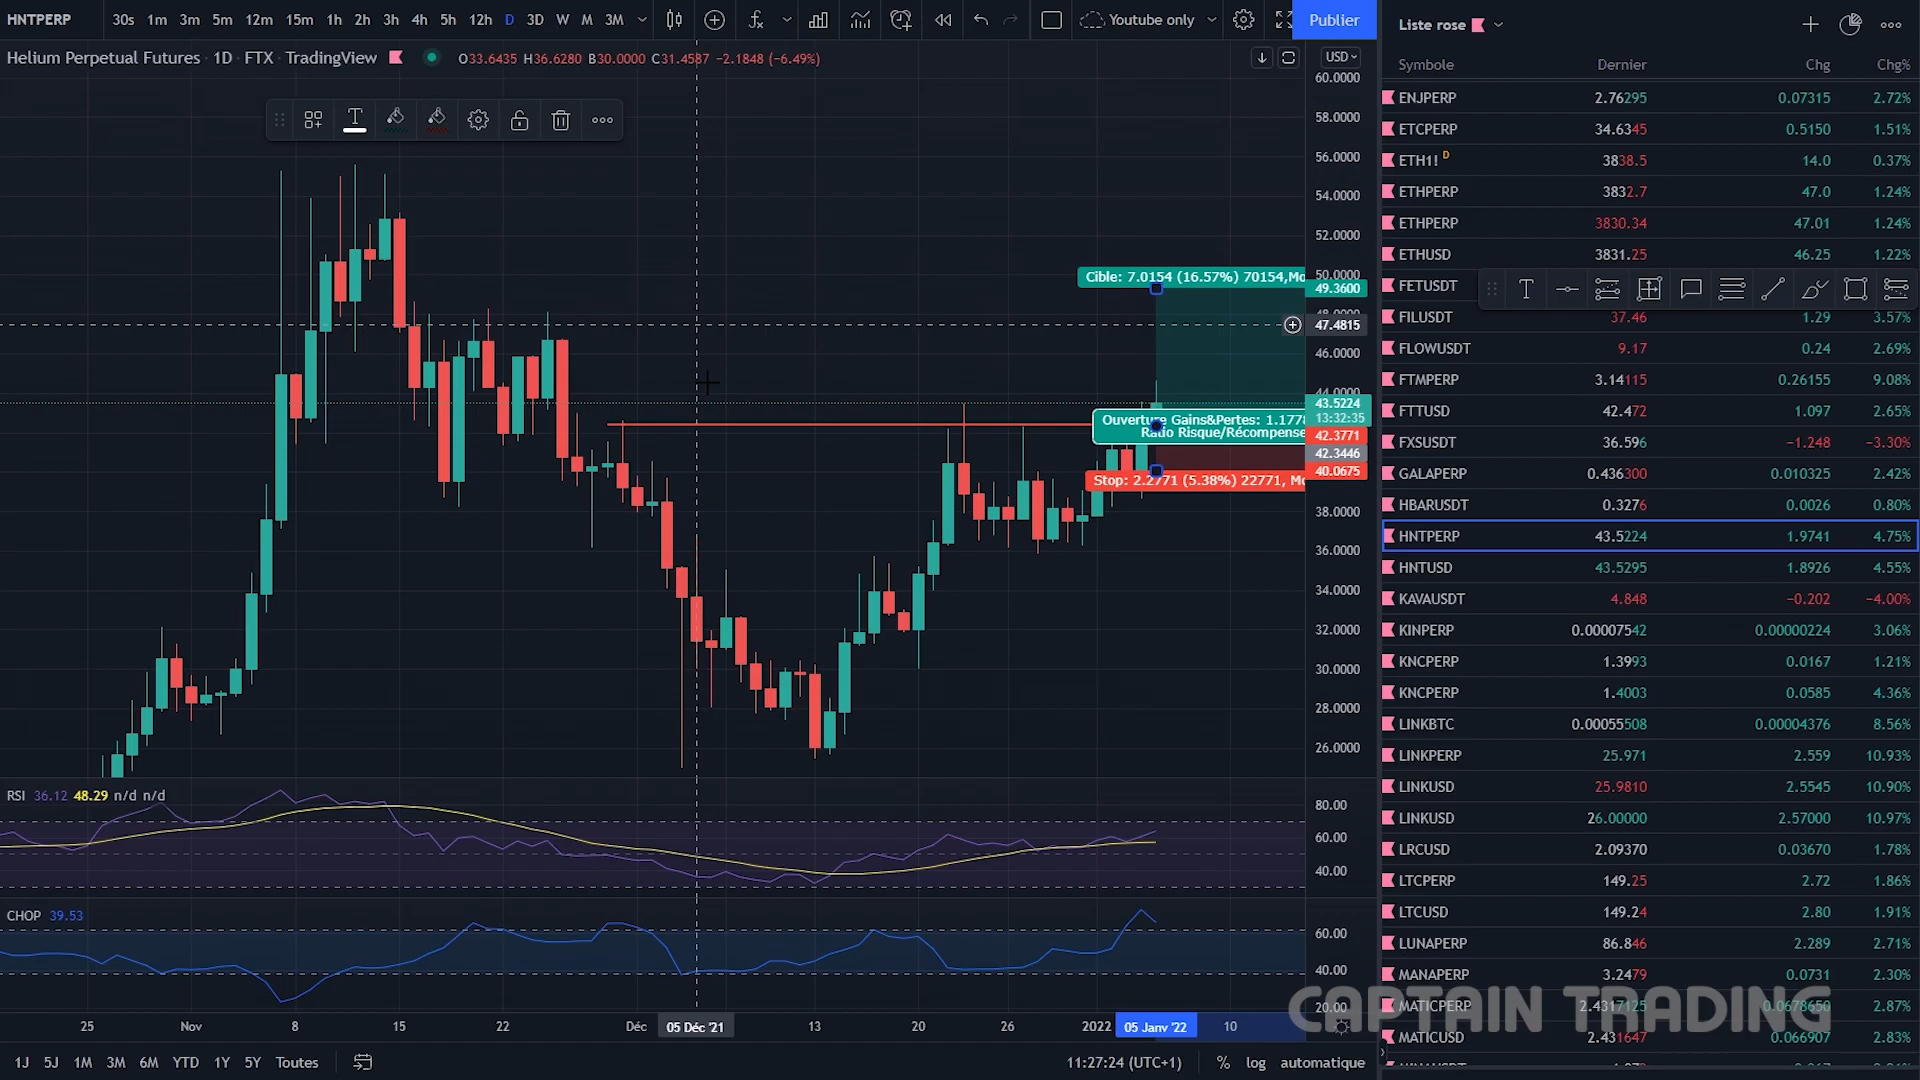 HNTPERP 30s 1m 3m 5m 12m 15m 1h 2h 3h 4h 5h 12h D 3D W M 3M Youtube only Publier
Helium Perpetual Futures · 1D · FTX · TradingView O33.6435 H36.6280 B30.0000 C31.4587 −2.1848 (−6.49%) USD
60.0000
58.0000
56.0000
54.0000
52.0000
50.0000
Cible: 7.0154 (16.57%) 70154,
49.3600
47.4815
46.0000
44.0000
43.5224
13:32:35
Ouverture Gains&Pertes: 1.177
Ratio Risque/Récompense
42.3771
42.3446
40.0675
Stop: 2.2771 (5.38%) 22771,
38.0000
36.0000
34.0000
32.0000
30.0000
28.0000
26.0000
RSI 36.12 48.29 n/d n/d
80.00
60.00
40.00
CHOP 39.53
60.00
40.00
20.00
25 Nov 8 15 22 Déc 05 Déc '21 13 20 26 2022 05 Janv '22 10
1J 5J 1M 3M 6M YTD 1Y 5Y Toutes 11:27:24 (UTC+1) % log automatique
Liste rose
Symbole Dernier Chg Chg%
ENJPERP 2.76295 0.07315 2.72%
ETCPERP 34.6345 0.5150 1.51%
ETH1! D 3838.5 14.0 0.37%
ETHPERP 3832.7 47.0 1.24%
ETHPERP 3830.34 47.01 1.24%
ETHUSD 3831.25 46.25 1.22%
FETUSDT
FILUSDT 37.46 1.29 3.57%
FLOWUSDT 9.17 0.24 2.69%
FTMPERP 3.14115 0.26155 9.08%
FTTUSD 42.472 1.097 2.65%
FXSUSDT 36.596 −1.248 −3.30%
GALAPERP 0.436300 0.010325 2.42%
HBARUSDT 0.3276 0.0026 0.80%
HNTPERP 43.5224 1.9741 4.75%
HNTUSD 43.5295 1.8926 4.55%
KAVAUSDT 4.848 −0.202 −4.00%
KINPERP 0.00007542 0.00000224 3.06%
KNCPERP 1.3993 0.0167 1.21%
KNCPERP 1.4003 0.0585 4.36%
LINKBTC 0.00055508 0.00004376 8.56%
LINKPERP 25.971 2.559 10.93%
LINKUSD 25.9810 2.5545 10.90%
LINKUSD 26.00000 2.57000 10.97%
LRCUSD 2.09370 0.03670 1.78%
LTCPERP 149.25 2.72 1.86%
LTCUSD 149.24 2.80 1.91%
LUNAPERP 86.846 2.289 2.71%
MANAPERP 3.2479 0.0731 2.30%
MATICPERP 2.4317125 0.0678650 2.87%
MATICUSD 2.431647 0.066907 2.83%
CAPTAIN TRADING